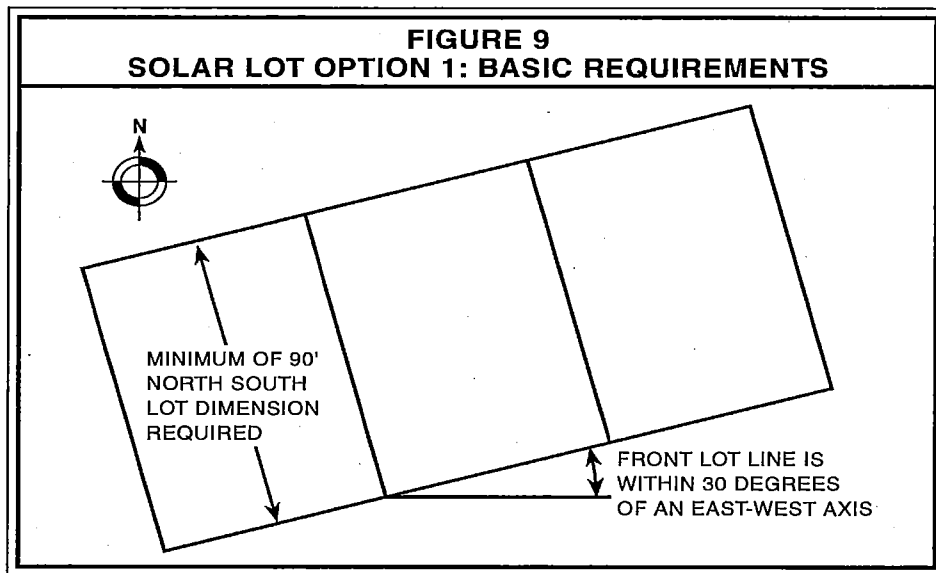 FIGURE 9
SOLAR LOT OPTION 1: BASIC REQUIREMENTS
N
MINIMUM OF 90'
NORTH SOUTH
LOT DIMENSION
REQUIRED
FRONT LOT LINE IS
WITHIN 30 DEGREES
OF AN EAST-WEST AXIS